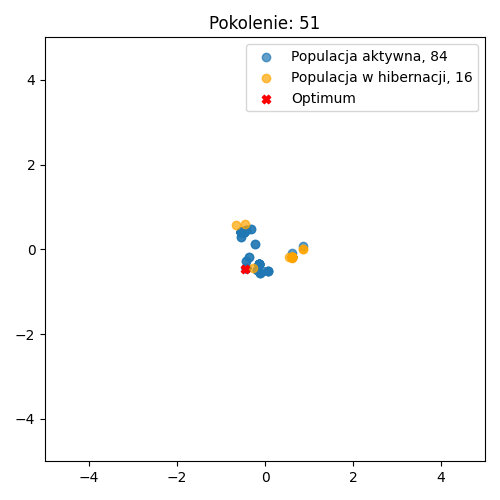 Pokolenie: 51
Populacja aktywna, 84
Populacja w hibernacji, 16
Optimum
4
2
0
−2
−4
−4 −2 0 2 4